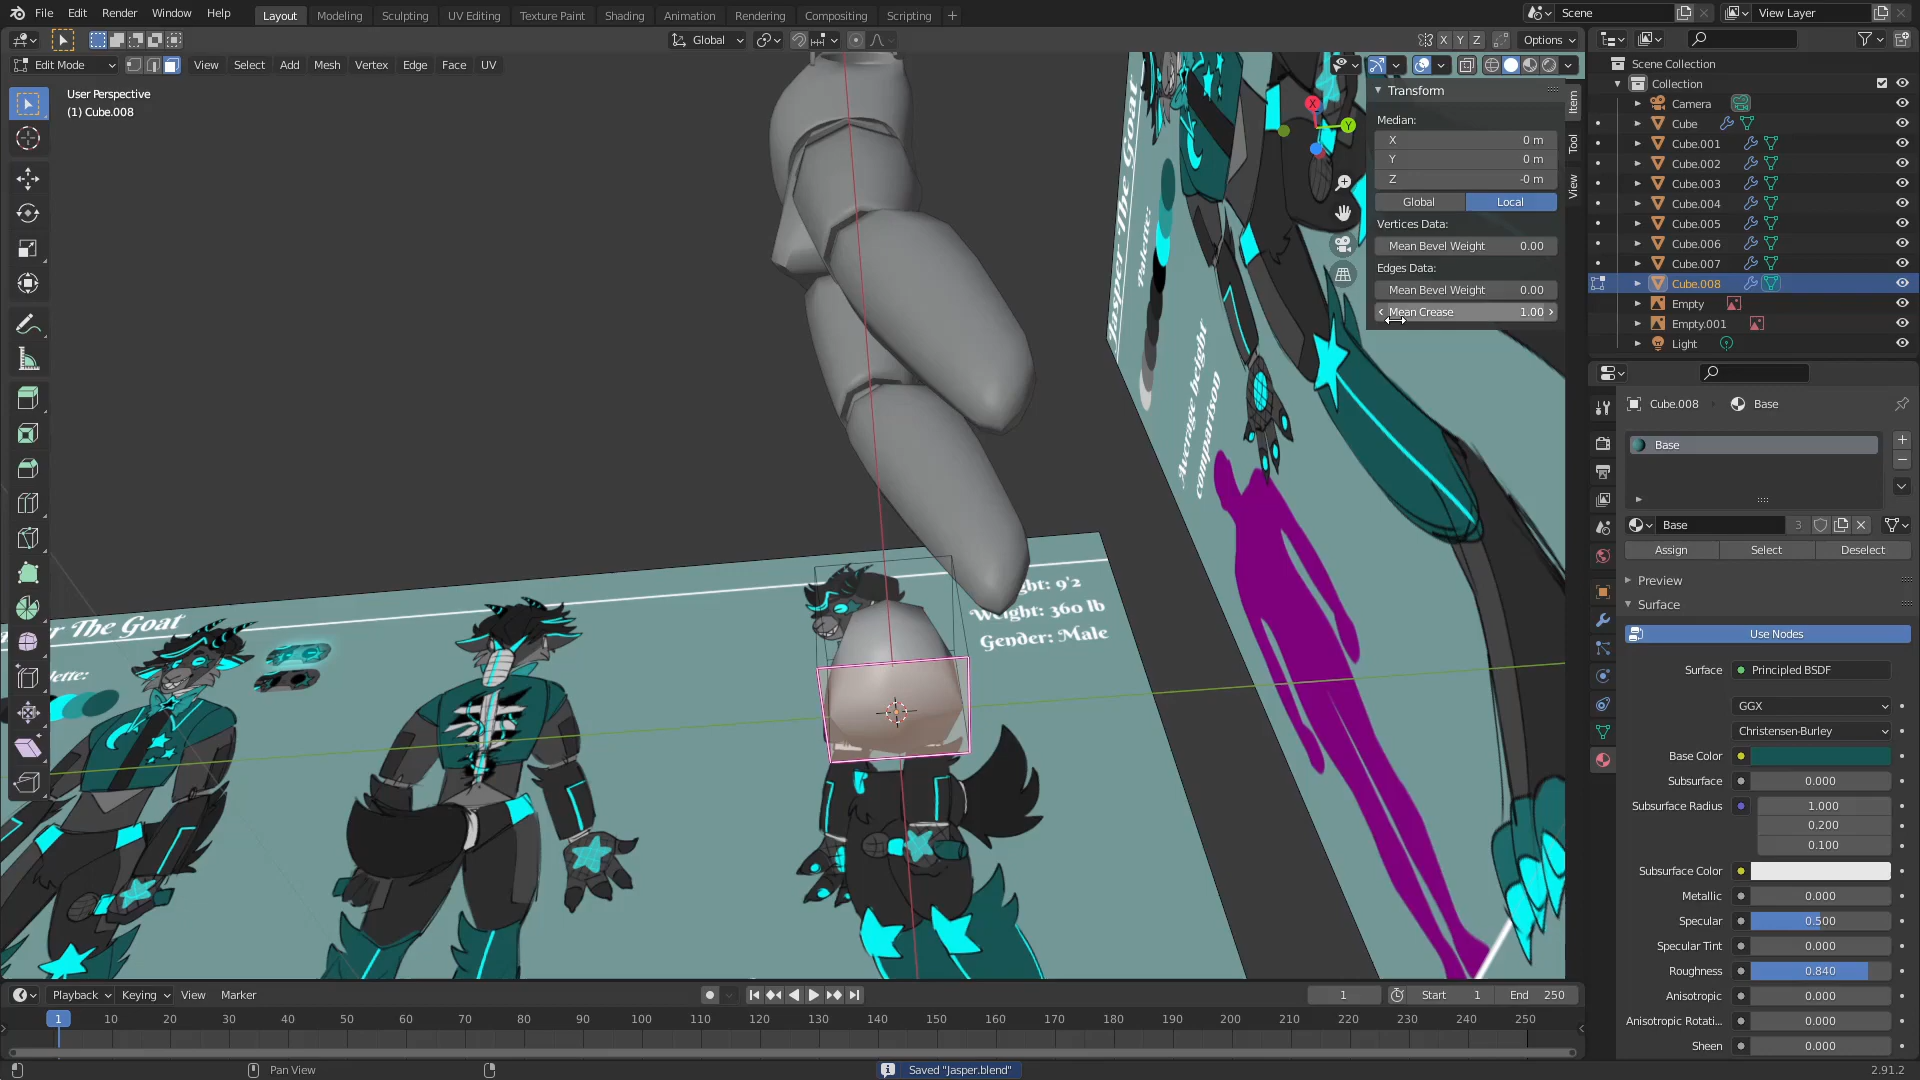 File Edit Render Window Help Layout Modeling Sculpting UV Editing Texture Paint Shading Animation Rendering Compositing Scripting + Scene View Layer
Global X Y Z Options
Edit Mode View Select Add Mesh Vertex Edge Face UV
User Perspective
(1) Cube.008
Transform
Median:
X 0 m
Y 0 m
Z -0 m
Global Local
Vertices Data:
Mean Bevel Weight 0.00
Edges Data:
Mean Bevel Weight 0.00
Mean Crease 1.00
Item
Tool
View
X
Y
Jasper The Goat
Palette:
Average height
comparison
The Goat
9'2
Weight: 360 lb
Gender: Male
Scene Collection
Collection
Camera
Cube
Cube.001
Cube.002
Cube.003
Cube.004
Cube.005
Cube.006
Cube.007
Cube.008
Empty
Empty.001
Light
Cube.008 Base
Base
Base 3
Assign Select Deselect
Preview
Surface
Use Nodes
Surface Principled BSDF
GGX
Christensen-Burley
Base Color
Subsurface 0.000
Subsurface Radius 1.000
0.200
0.100
Subsurface Color
Metallic 0.000
Specular 0.500
Specular Tint 0.000
Roughness 0.840
Anisotropic 0.000
Anisotropic Rotati... 0.000
Sheen 0.000
Playback Keying View Marker 1 Start 1 End 250
1 10 20 30 40 50 60 70 80 90 100 110 120 130 140 150 160 170 180 190 200 210 220 230 240 250
Pan View Saved "Jasper.blend" 2.91.2